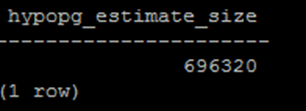 hypopg_estimate_size
----------------------
696320
(1 row)